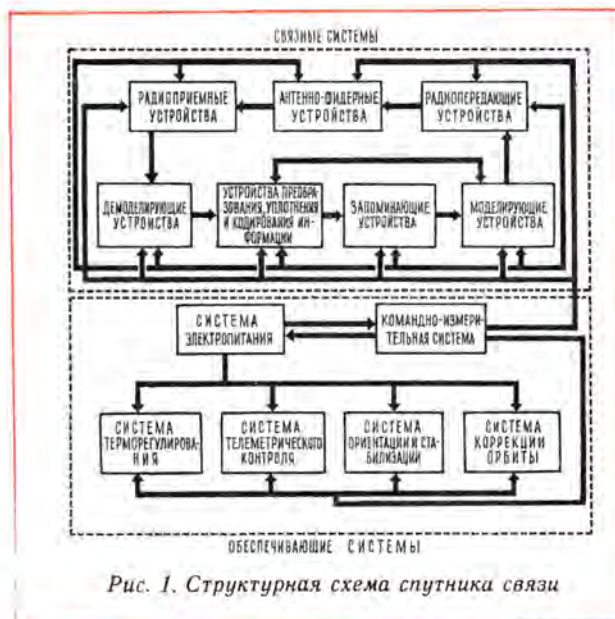 СВЯЗНЫЕ СИСТЕМЫ
РАДИОПРИЕМНЫЕ
УСТРОЙСТВА
АНТЕННО-ФИДЕРНЫЕ
УСТРОЙСТВА
РАДИОПЕРЕДАЮЩИЕ
УСТРОЙСТВА
ДЕМОДЕЛИРУЮЩИЕ
УСТРОЙСТВА
УСТРОЙСТВА ПРЕОБРА-
ЗОВАНИЯ, УПЛОТНЕНИЯ
И КОДИРОВАНИЯ ИН-
ФОРМАЦИИ
ЗАПОМИНАЮЩИЕ
УСТРОЙСТВА
МОДЕЛИРУЮЩИЕ
УСТРОЙСТВА
СИСТЕМА
ЭЛЕКТРОПИТАНИЯ
КОМАНДНО-ИЗМЕРИ-
ТЕЛЬНАЯ СИСТЕМА
СИСТЕМА
ТЕРМОРЕГУЛИРОВА-
НИЯ
СИСТЕМА
ТЕЛЕМЕТРИЧЕСКОГО
КОНТРОЛЯ
СИСТЕМА
ОРИЕНТАЦИИ И СТА-
БИЛИЗАЦИИ
СИСТЕМА
КОРРЕКЦИИ
ОРБИТЫ
ОБЕСПЕЧИВАЮЩИЕ СИСТЕМЫ
Рис. 1. Структурная схема спутника связи